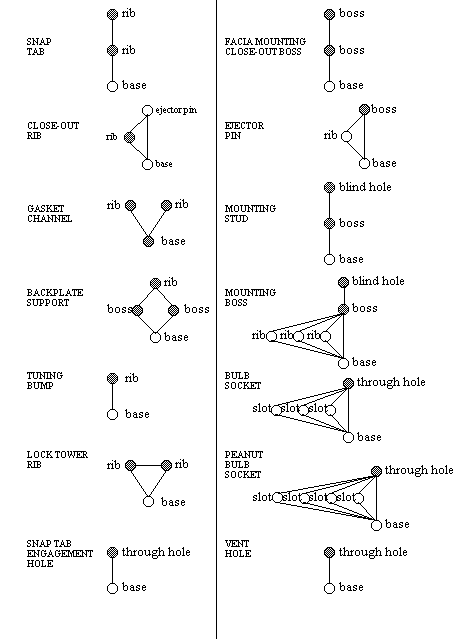 SNAP
TAB
rib
rib
base
CLOSE-OUT
RIB
ejector pin
rib
base
GASKET
CHANNEL
rib rib
base
BACKPLATE
SUPPORT
rib
boss boss
base
TUNING
BUMP
rib
base
LOCK TOWER
RIB
rib rib
base
SNAP TAB
ENGAGEMENT
HOLE
through hole
base
FACIA MOUNTING
CLOSE-OUT BOSS
boss
boss
base
EJECTOR
PIN
boss
rib
base
MOUNTING
STUD
blind hole
boss
base
MOUNTING
BOSS
blind hole
boss
rib rib rib
base
BULB
SOCKET
through hole
slot slot slot
base
PEANUT
BULB
SOCKET
through hole
slot slot slot slot
base
VENT
HOLE
through hole
base